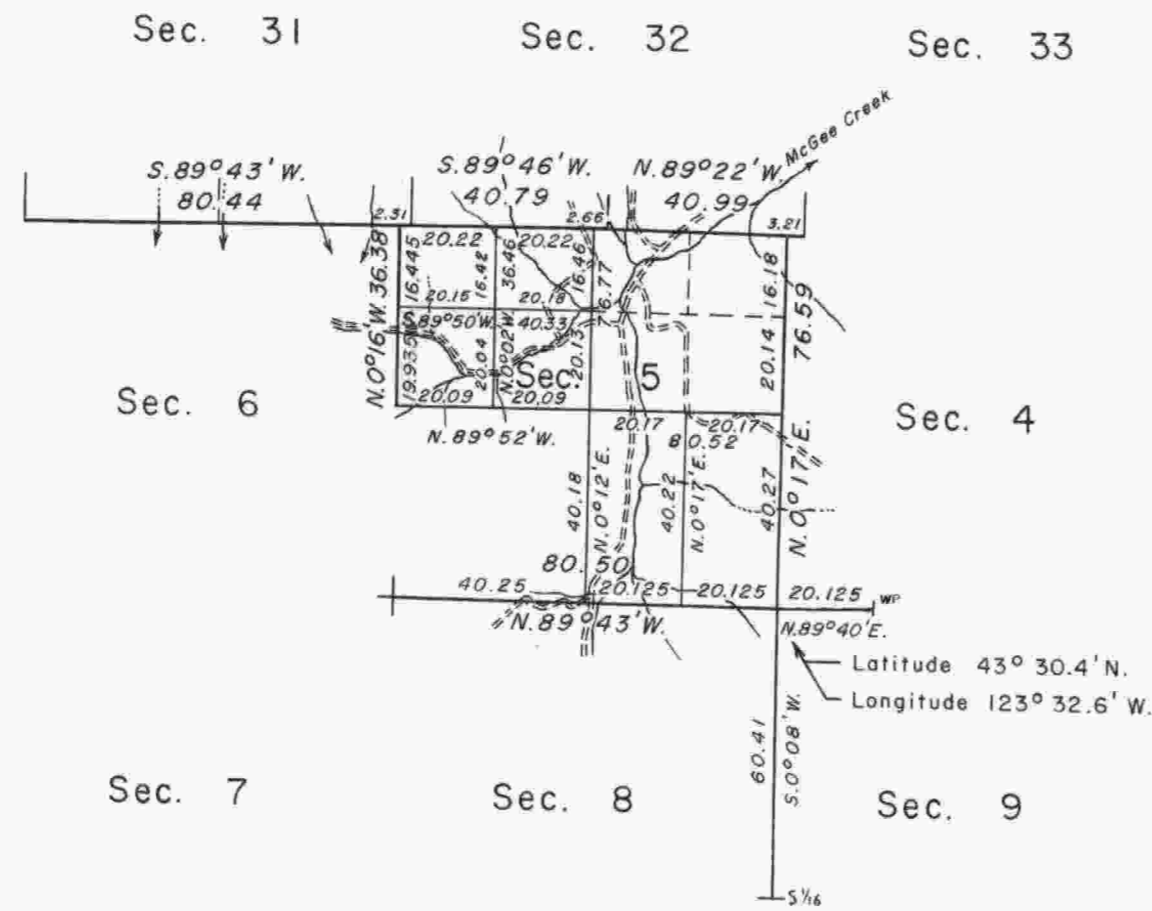 Sec. 31
Sec. 32
Sec. 33
McGee Creek
S.89°43'W.
80.44
S.89°46'W.
40.79
N.89°22'W.
40.99
2.31
2.66
3.21
20.22
20.22
N.0°16'W. 36.38
16.445
16.42
36.46
16.46
76.77
16.18
76.59
20.15
20.18
S.89°50'W.
40.33
19.935
20.04
N.0°02'W.
20.13
20.14
Sec. 5
20.09
20.09
N.89°52'W.
Sec. 6
Sec. 4
20.17
20.17
80.52
40.18
N.0°12'E.
40.22
N.0°17'E.
40.27
N.0°17'E.
80.50
40.25
20.125
20.125
20.125
WP
N.89°43'W.
N.89°40'E.
Latitude 43° 30.4' N.
Longitude 123° 32.6' W.
60.41
S.0°08'W.
Sec. 7
Sec. 8
Sec. 9
S 1/16